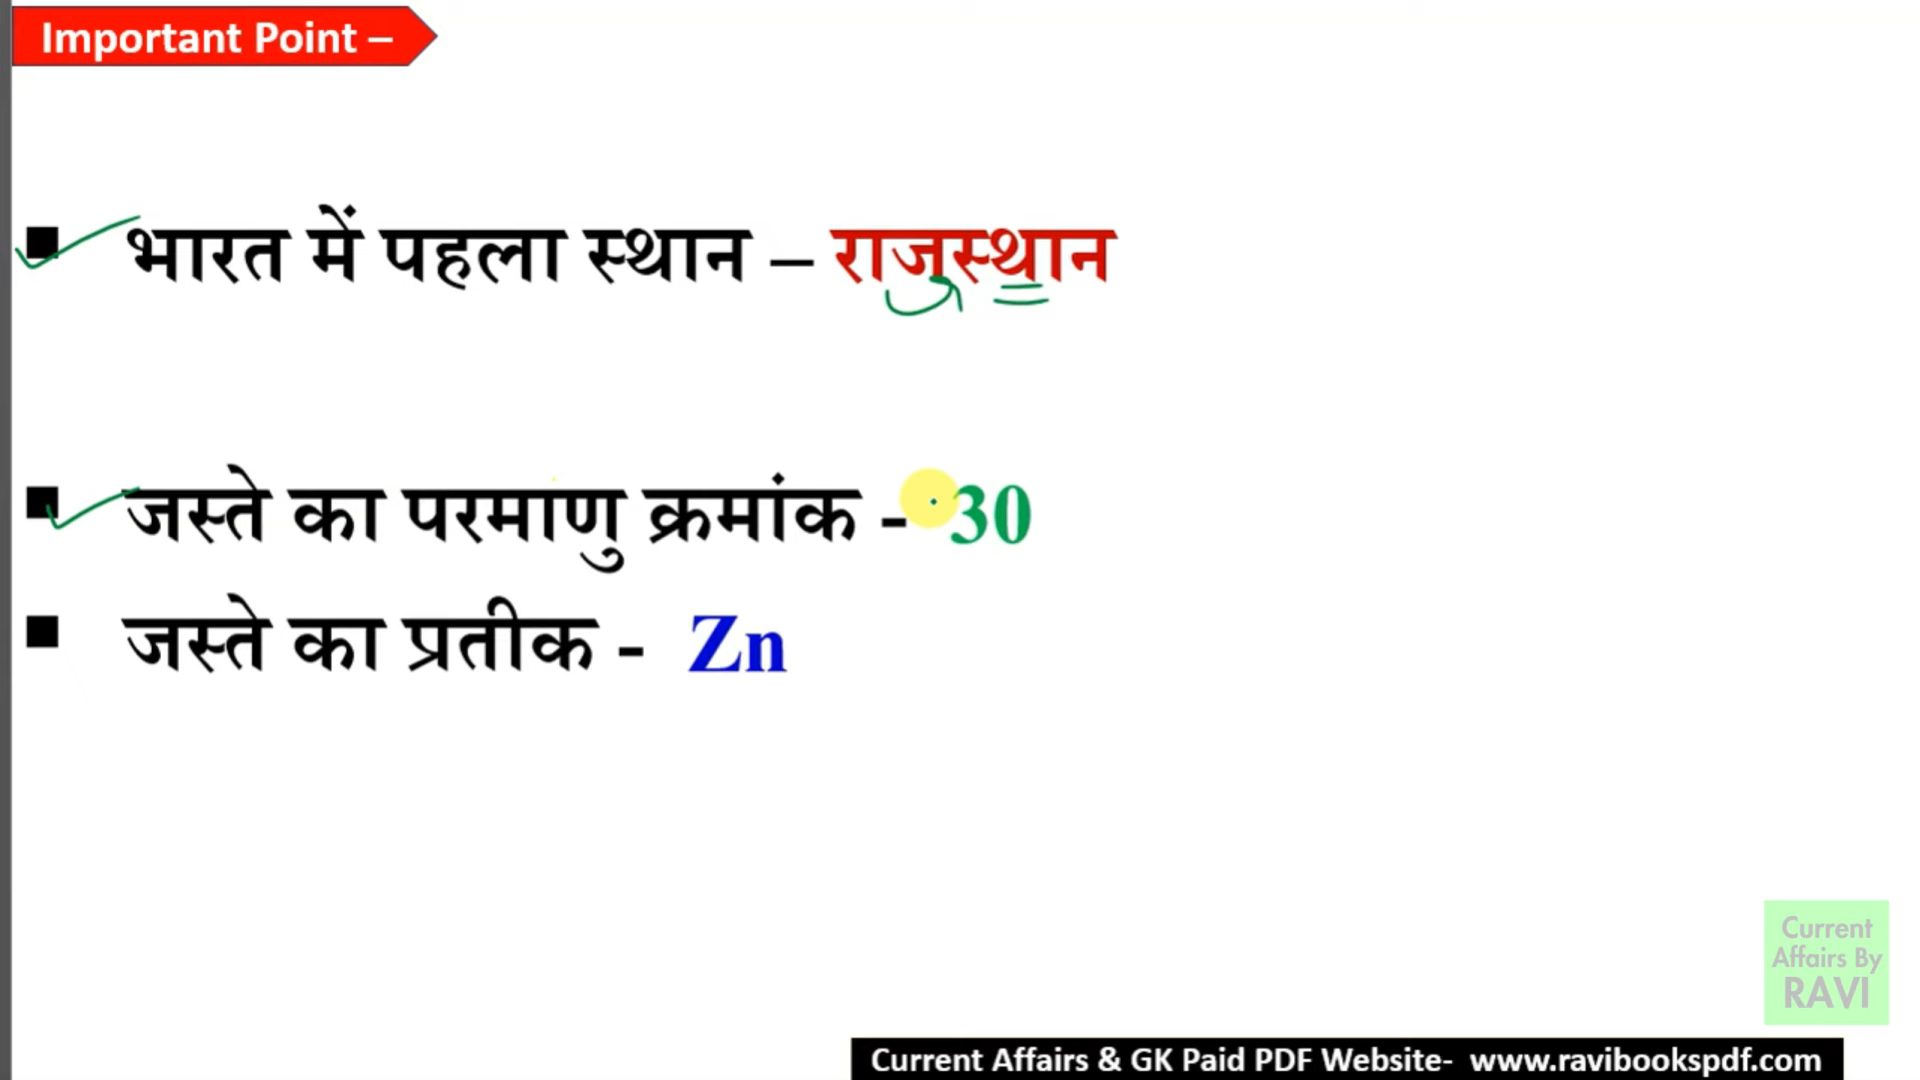 Important Point –
▪ भारत में पहला स्थान – राजस्थान
▪ जस्ते का परमाणु क्रमांक - 30
▪ जस्ते का प्रतीक - Zn
Current
Affairs By
RAVI
Current Affairs & GK Paid PDF Website- www.ravibookspdf.com